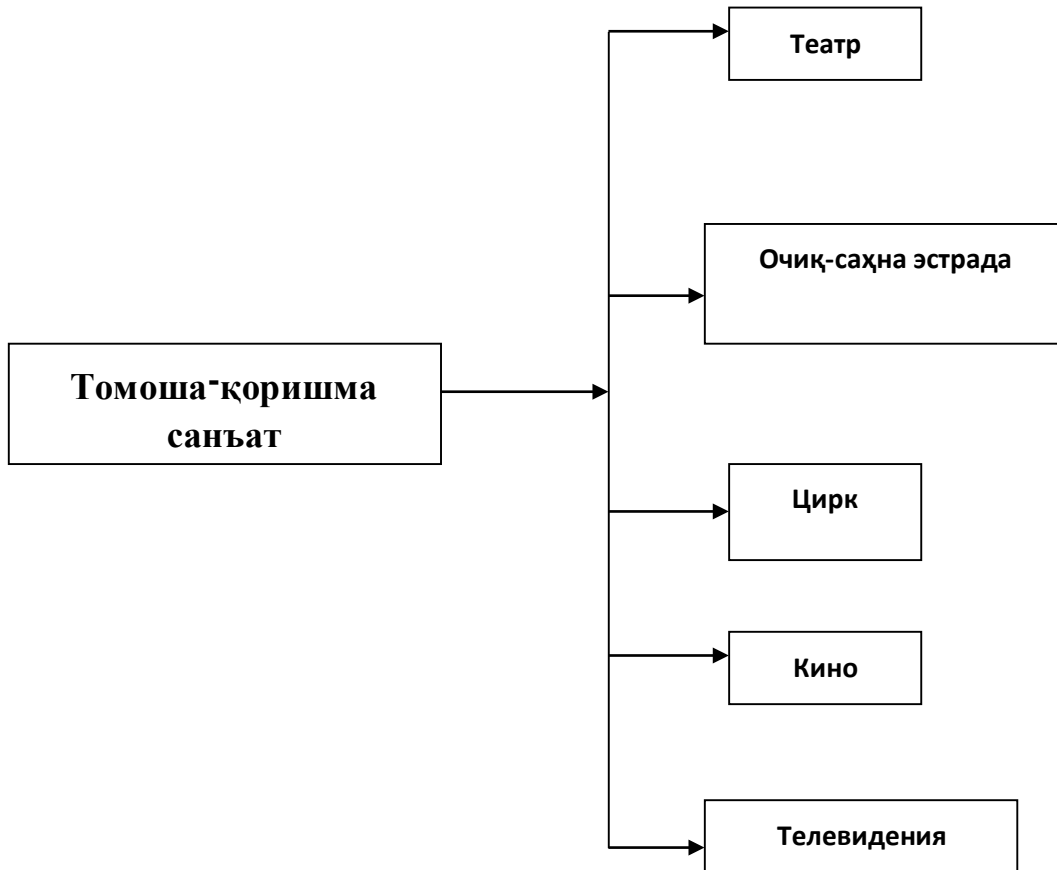 Театр
Очиқ-саҳна эстрада
Томоша-қоришма
санъат
Цирк
Кино
Телевидения